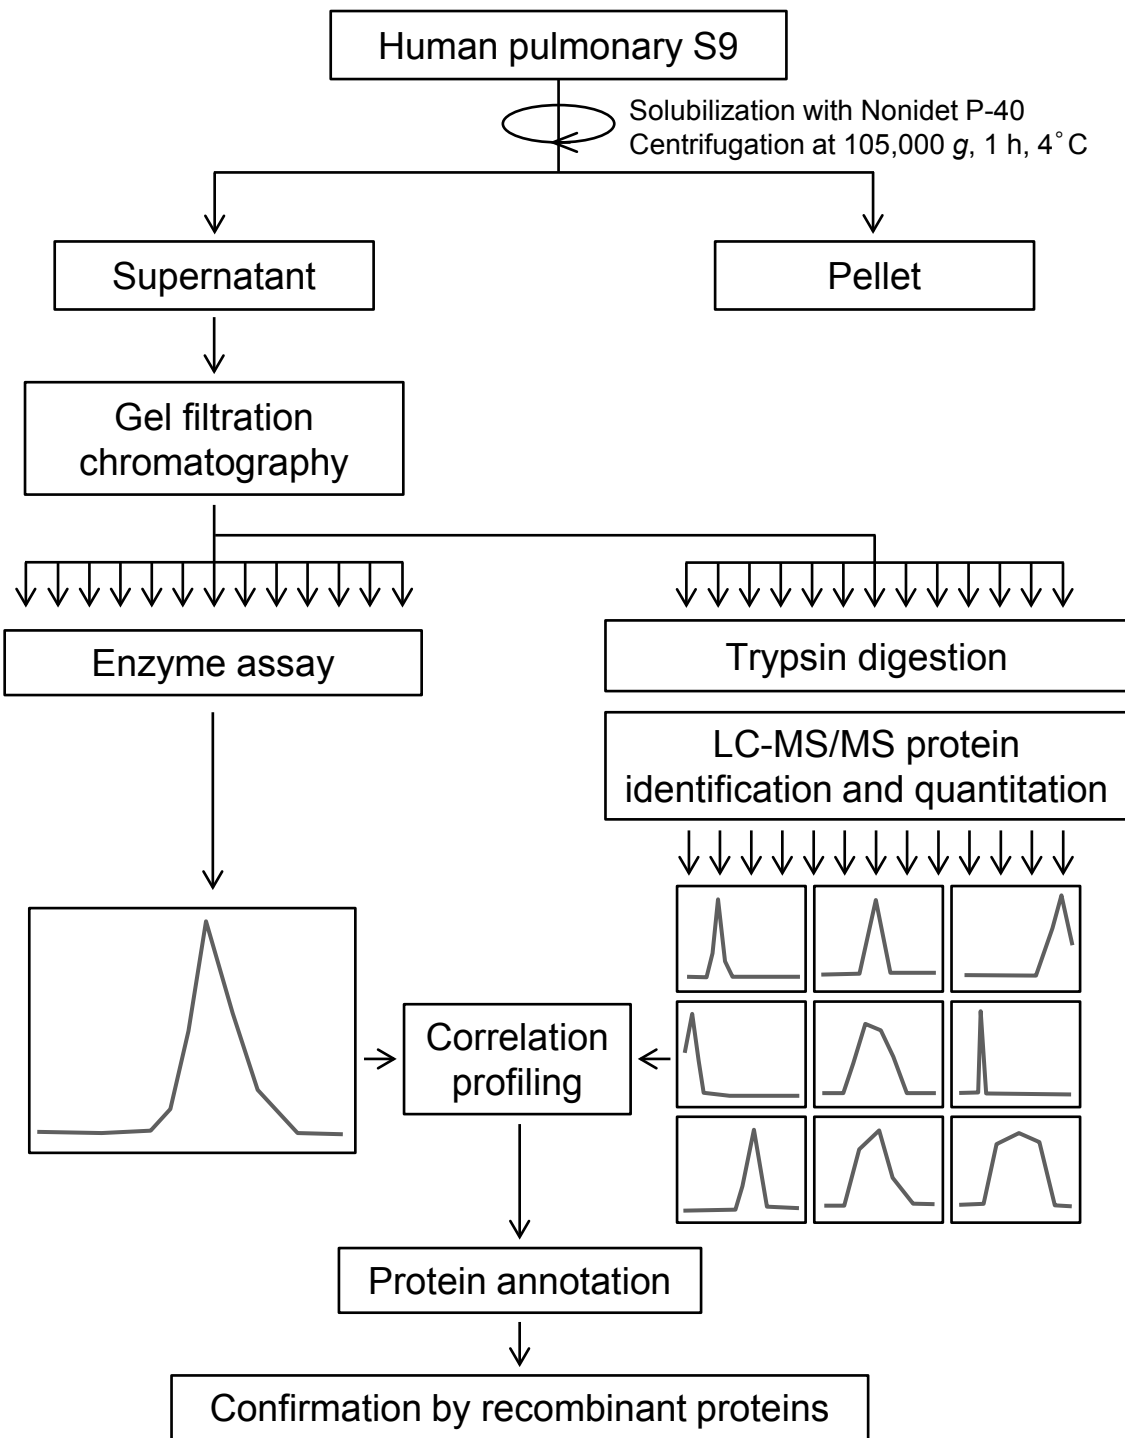 Human pulmonary S9
Solubilization with Nonidet P-40
Centrifugation at 105,000 g, 1 h, 4°C
Supernatant
Pellet
Gel filtration
chromatography
Enzyme assay
Trypsin digestion
LC-MS/MS protein
identification and quantitation
Correlation
profiling
Protein annotation
Confirmation by recombinant proteins